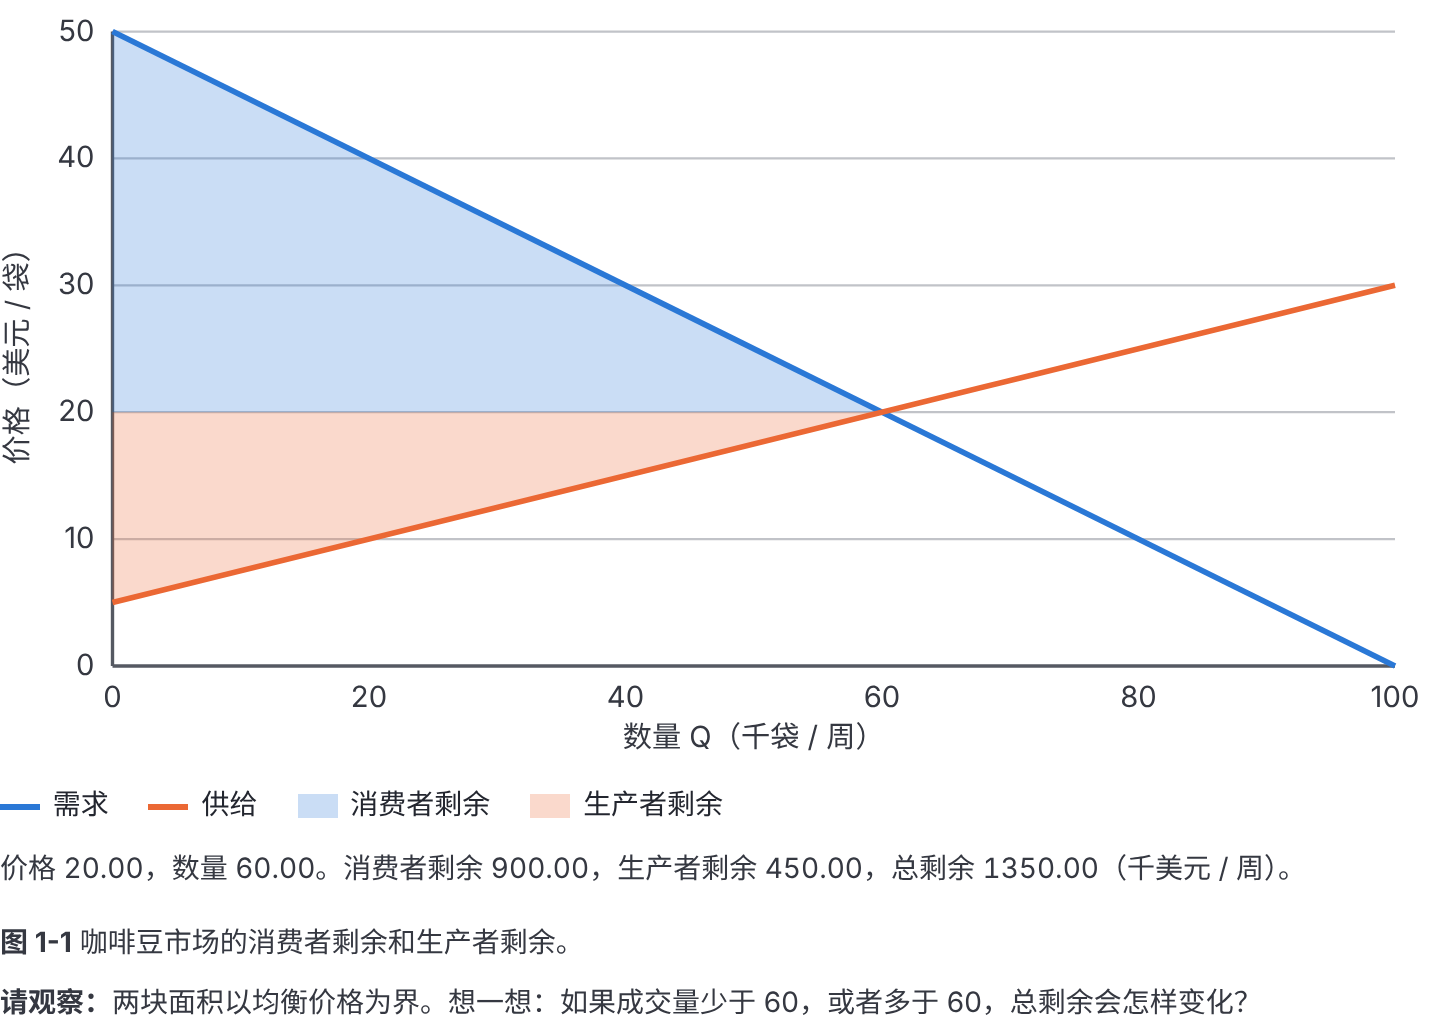 50
40
30
20
10
0
价格（美元 / 袋）
0 20 40 60 80 100
数量 Q（千袋 / 周）
需求 供给 消费者剩余 生产者剩余
价格 20.00，数量 60.00。消费者剩余 900.00，生产者剩余 450.00，总剩余 1350.00（千美元 / 周）。
图 1-1 咖啡豆市场的消费者剩余和生产者剩余。
请观察：两块面积以均衡价格为界。想一想：如果成交量少于 60，或者多于 60，总剩余会怎样变化？